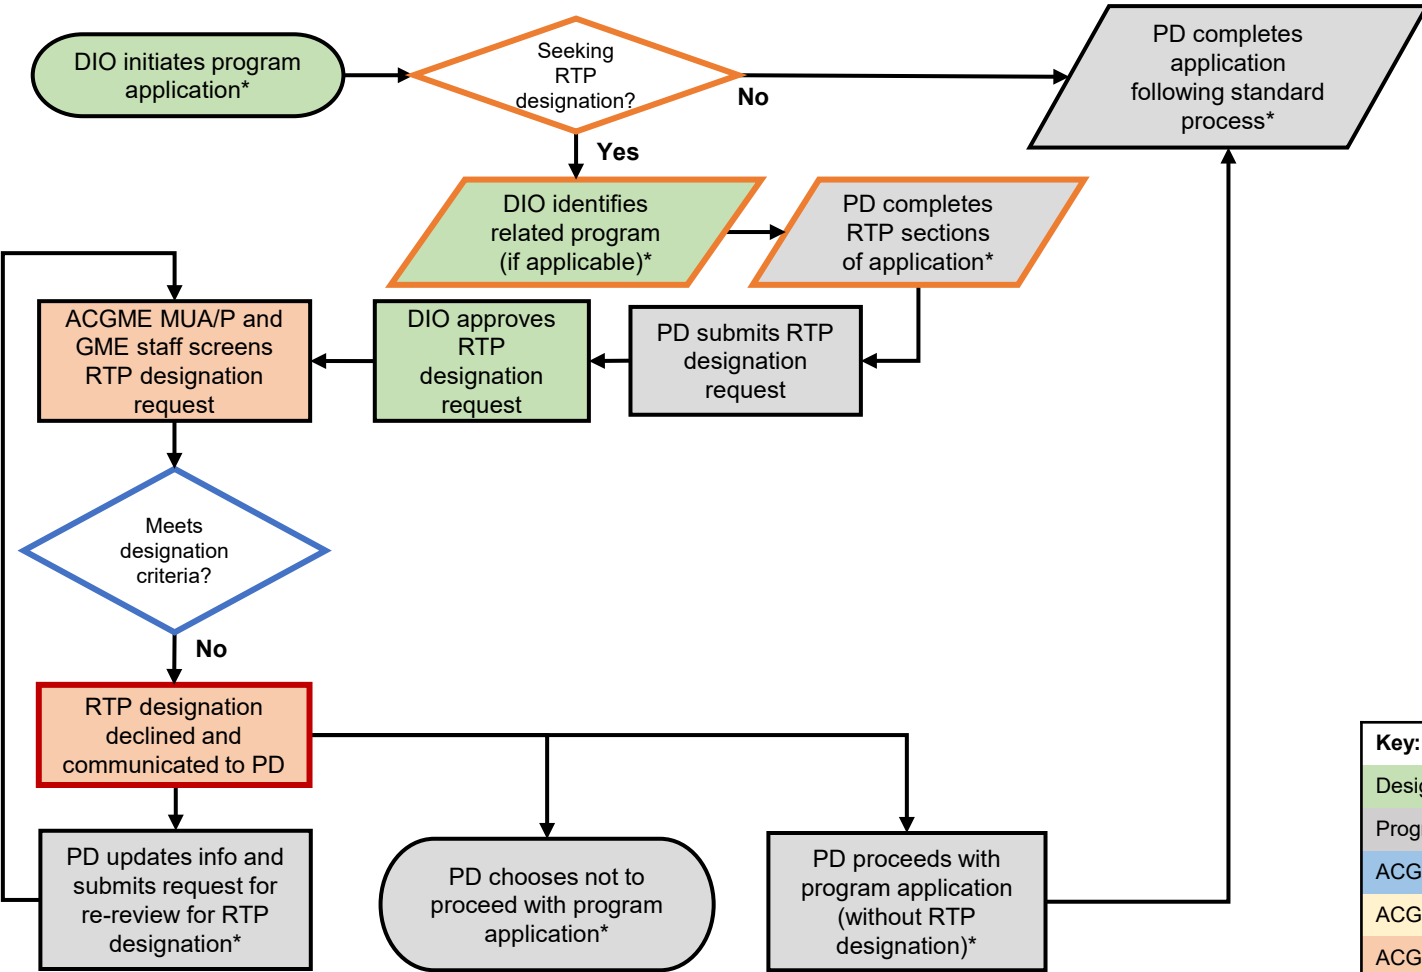 DIO initiates program
application*
Seeking
RTP
designation?
No
PD completes
application
following standard
process*
Yes
DIO identifies
related program
(if applicable)*
PD completes
RTP sections
of application*
ACGME MUA/P and
GME staff screens
RTP designation
request
DIO approves
RTP
designation
request
PD submits RTP
designation
request
Meets
designation
criteria?
No
RTP designation
declined and
communicated to PD
PD updates info and
submits request for
re-review for RTP
designation*
PD chooses not to
proceed with program
application*
PD proceeds with
program application
(without RTP
designation)*
Key: